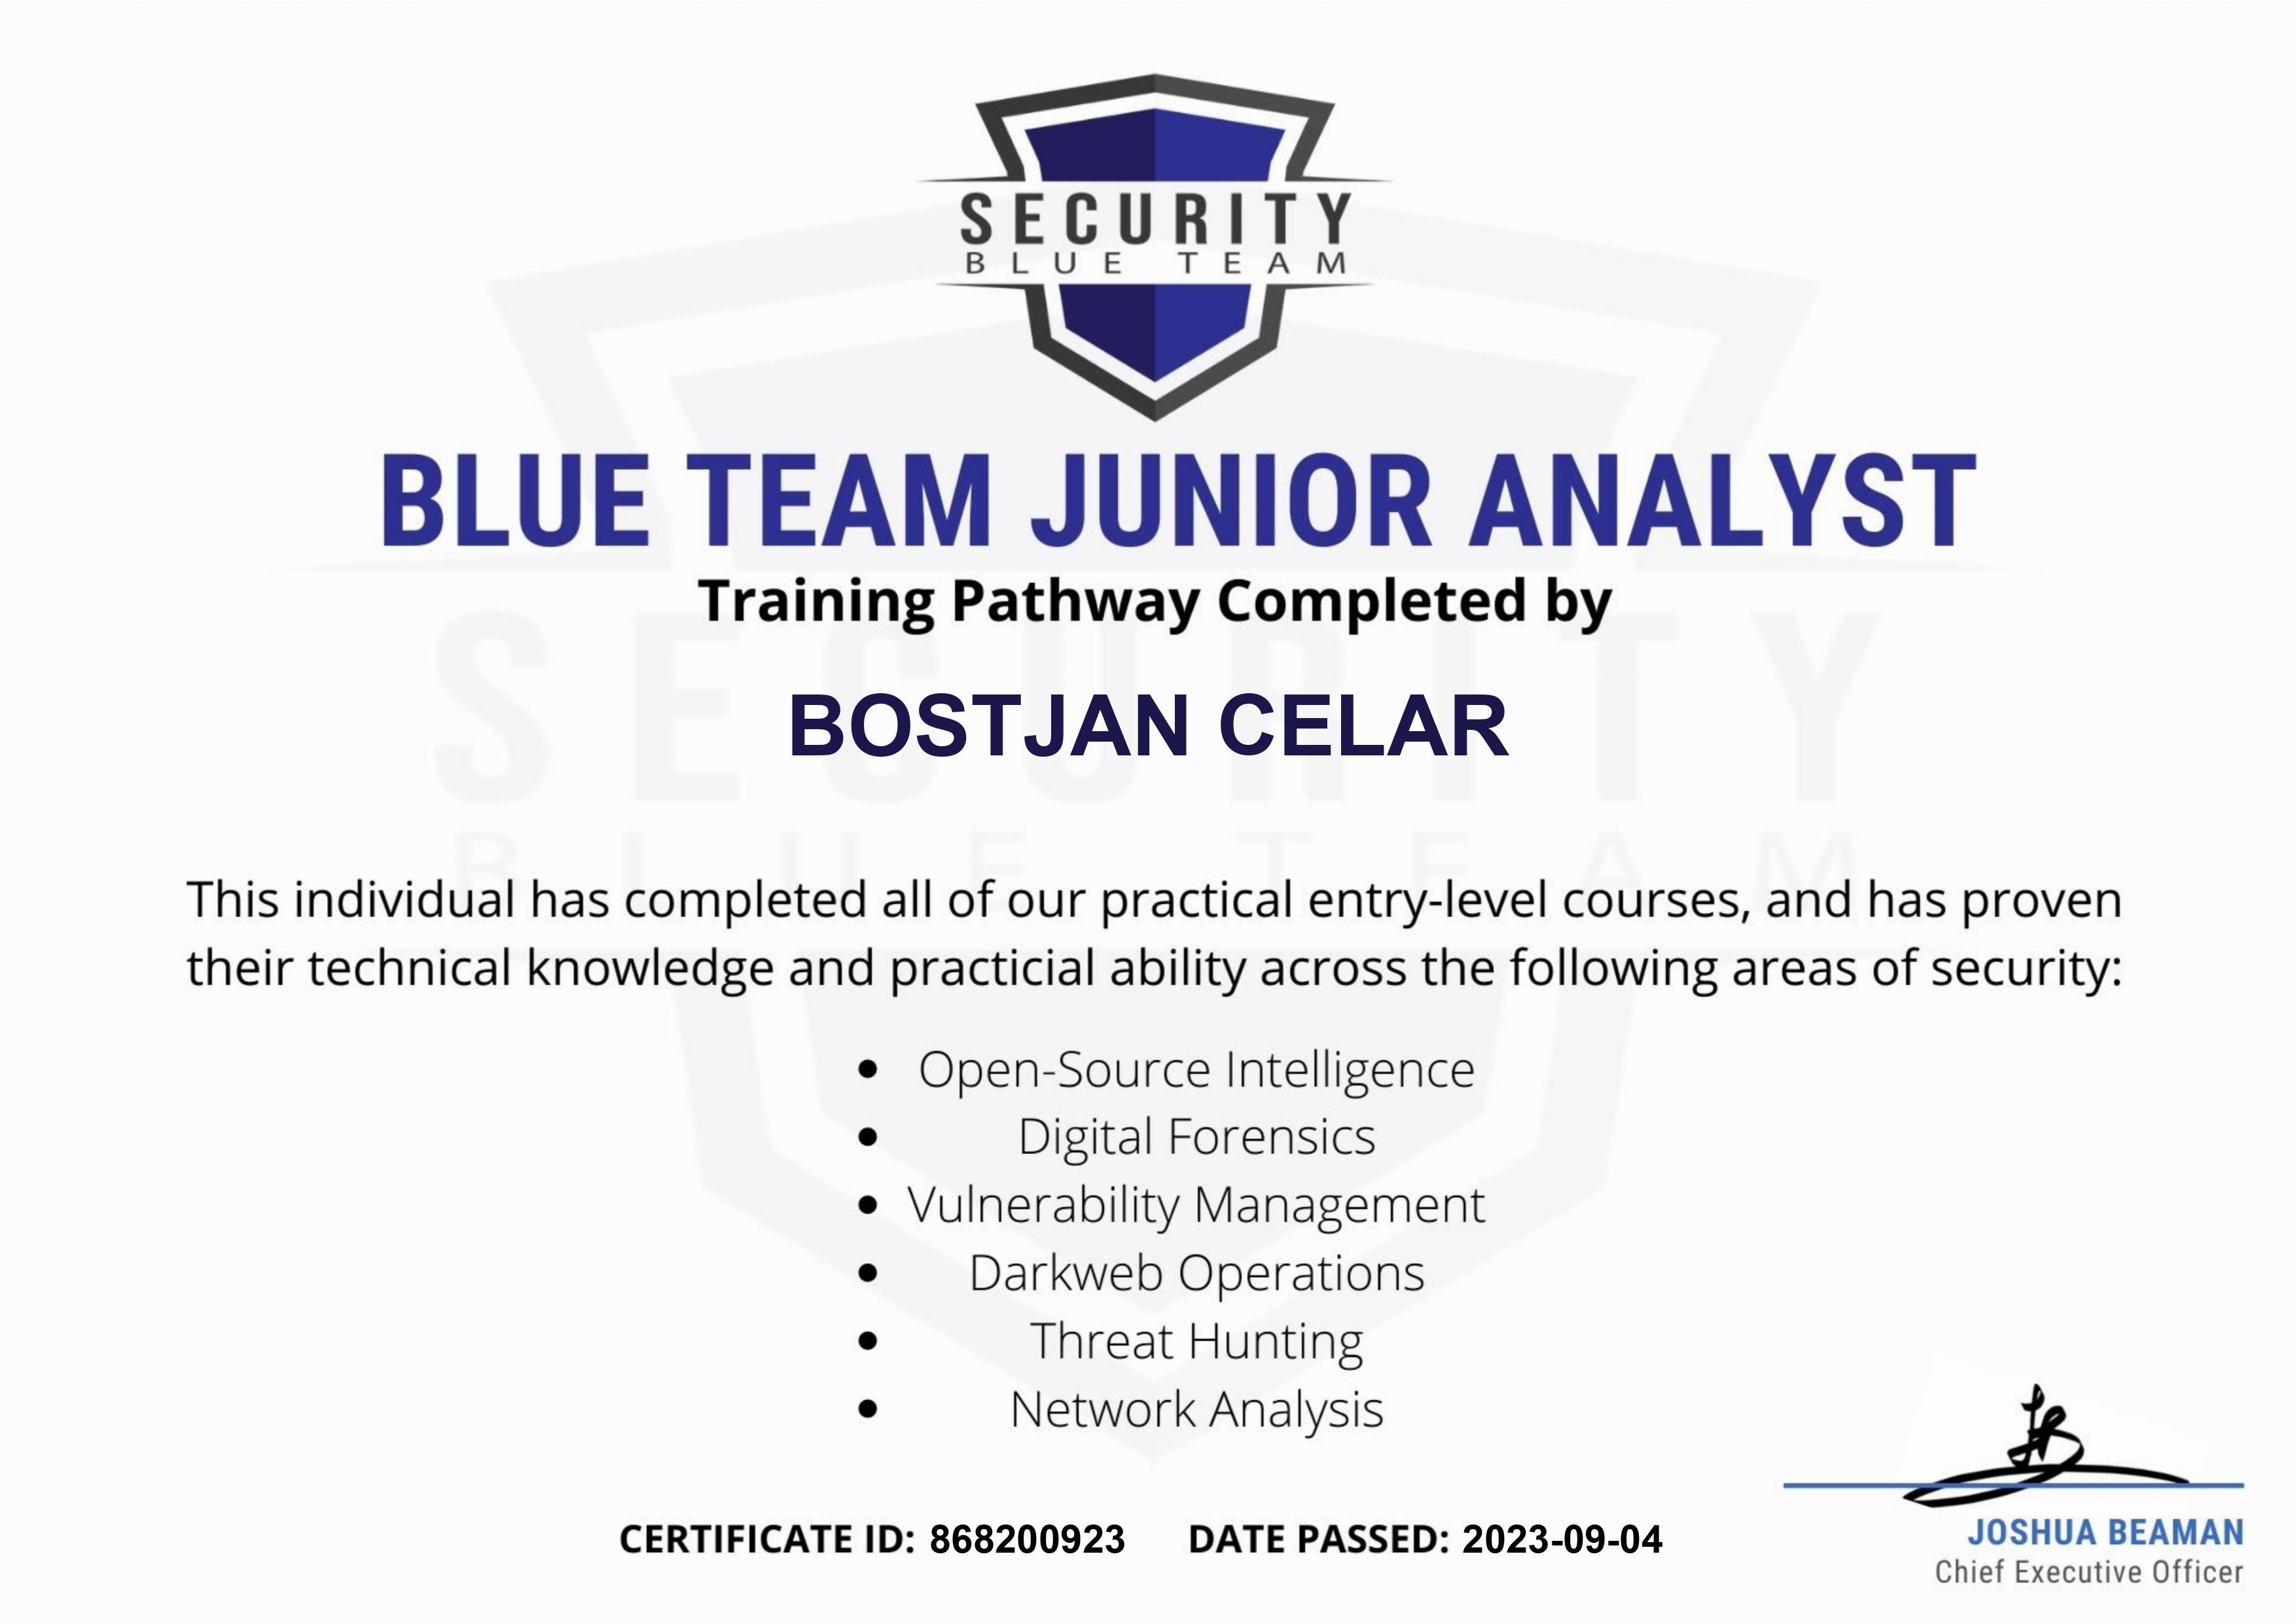 SECURITY
BLUE TEAM
BLUE TEAM JUNIOR ANALYST
Training Pathway Completed by
BOSTJAN CELAR
This individual has completed all of our practical entry-level courses, and has proven
their technical knowledge and practicial ability across the following areas of security:
• Open-Source Intelligence
• Digital Forensics
• Vulnerability Management
• Darkweb Operations
• Threat Hunting
• Network Analysis
CERTIFICATE ID: 868200923 DATE PASSED: 2023-09-04
JOSHUA BEAMAN
Chief Executive Officer
SECURITY
BLUE TEAM